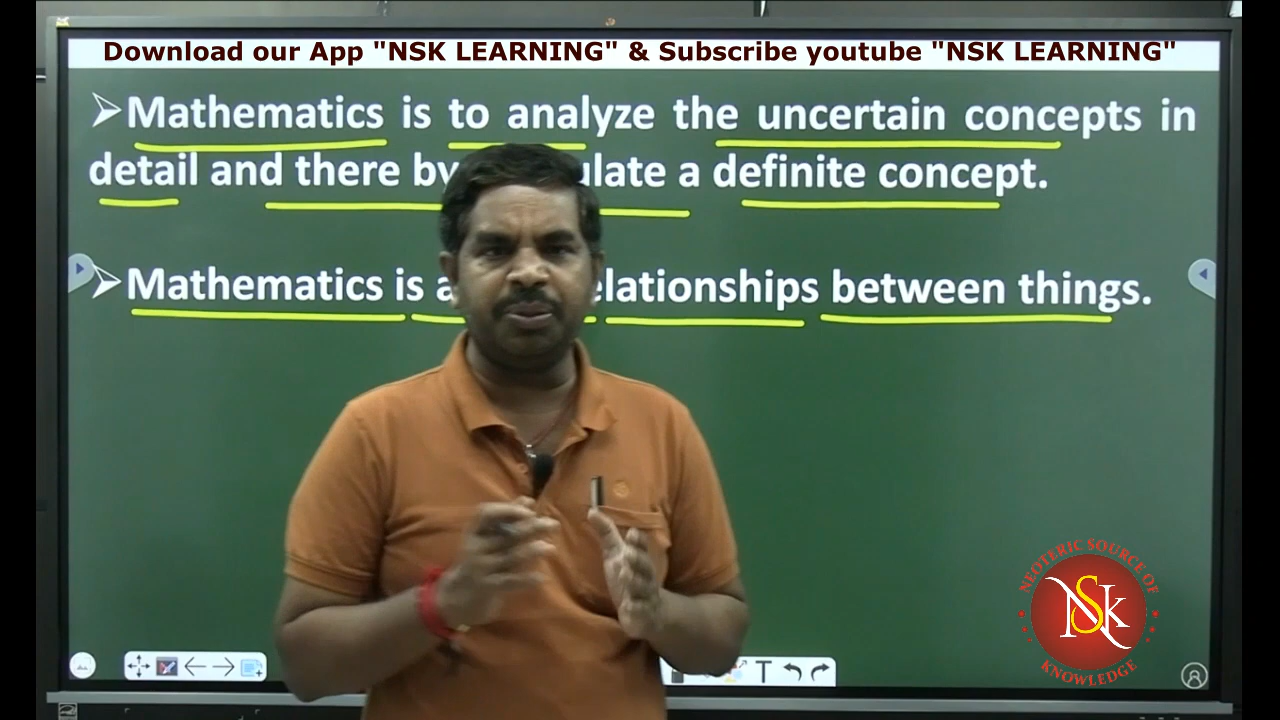 Download our App "NSK LEARNING" & Subscribe youtube "NSK LEARNING"
➢Mathematics is to analyze the uncertain concepts in
detail and there by ulate a definite concept.
➢Mathematics is a elationships between things.
NEOTERIC SOURCE OF
NSK
KNOWLEDGE
T